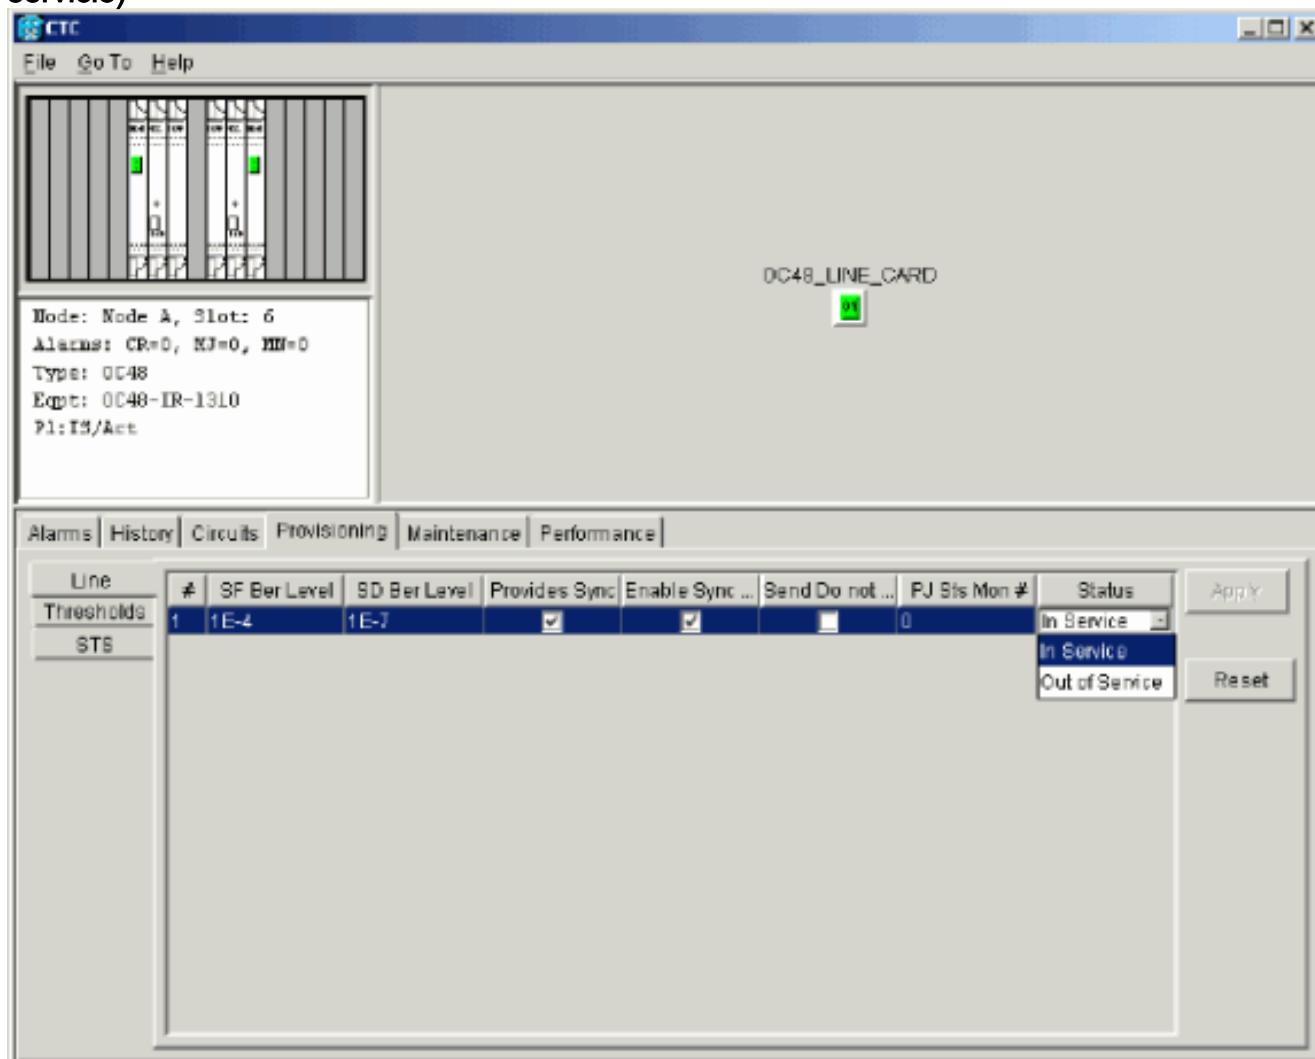 servicio)
CTC
File Go To Help
OC48_LINE_CARD
Node: Node A, Slot: 6
Alarms: CR=0, MJ=0, MN=0
Type: OC48
Eqpt: OC48-IR-1310
P1:IS/Act
Alarms History Circuits Provisioning Maintenance Performance
Line
Thresholds
STS
# SF Ber Level SD Ber Level Provides Sync Enable Sync ... Send Do not ... PJ Sts Mon # Status
1 1E-4 1E-7 0 In Service
In Service
Out of Service
Apply
Reset